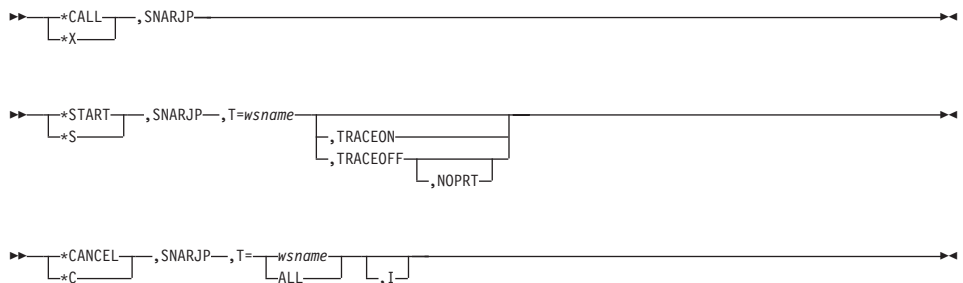 *CALL ,SNARJP
*X
*START ,SNARJP ,T=wsname
*S ,TRACEON
,TRACEOFF
,NOPRT
*CANCEL ,SNARJP ,T= wsname
*C ALL ,I